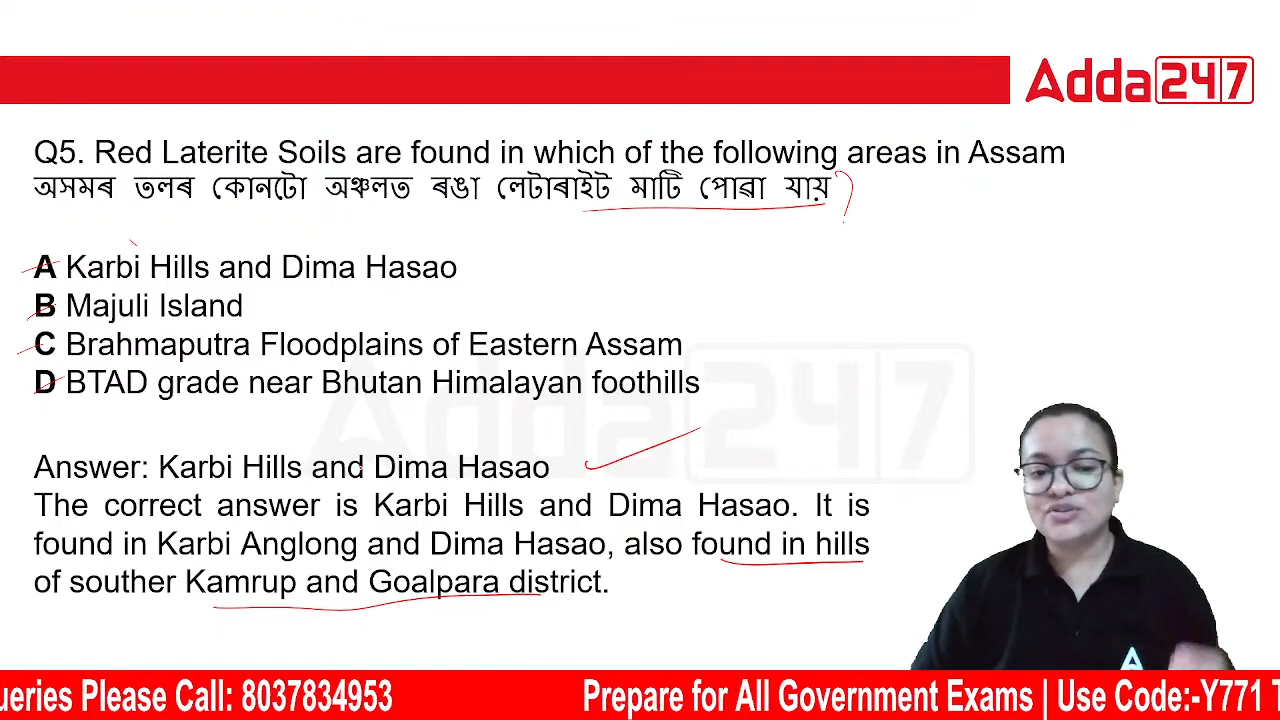 Adda247
Q5. Red Laterite Soils are found in which of the following areas in Assam
অসমৰ তলৰ কোনটো অঞ্চলত ৰঙা লেটাৰাইট মাটি পোৱা যায়?
A Karbi Hills and Dima Hasao
B Majuli Island
C Brahmaputra Floodplains of Eastern Assam
D BTAD grade near Bhutan Himalayan foothills
Adda247
Answer: Karbi Hills and Dima Hasao
The correct answer is Karbi Hills and Dima Hasao. It is
found in Karbi Anglong and Dima Hasao, also found in hills
of souther Kamrup and Goalpara district.
ueries Please Call: 8037834953 Prepare for All Government Exams | Use Code:-Y771 T